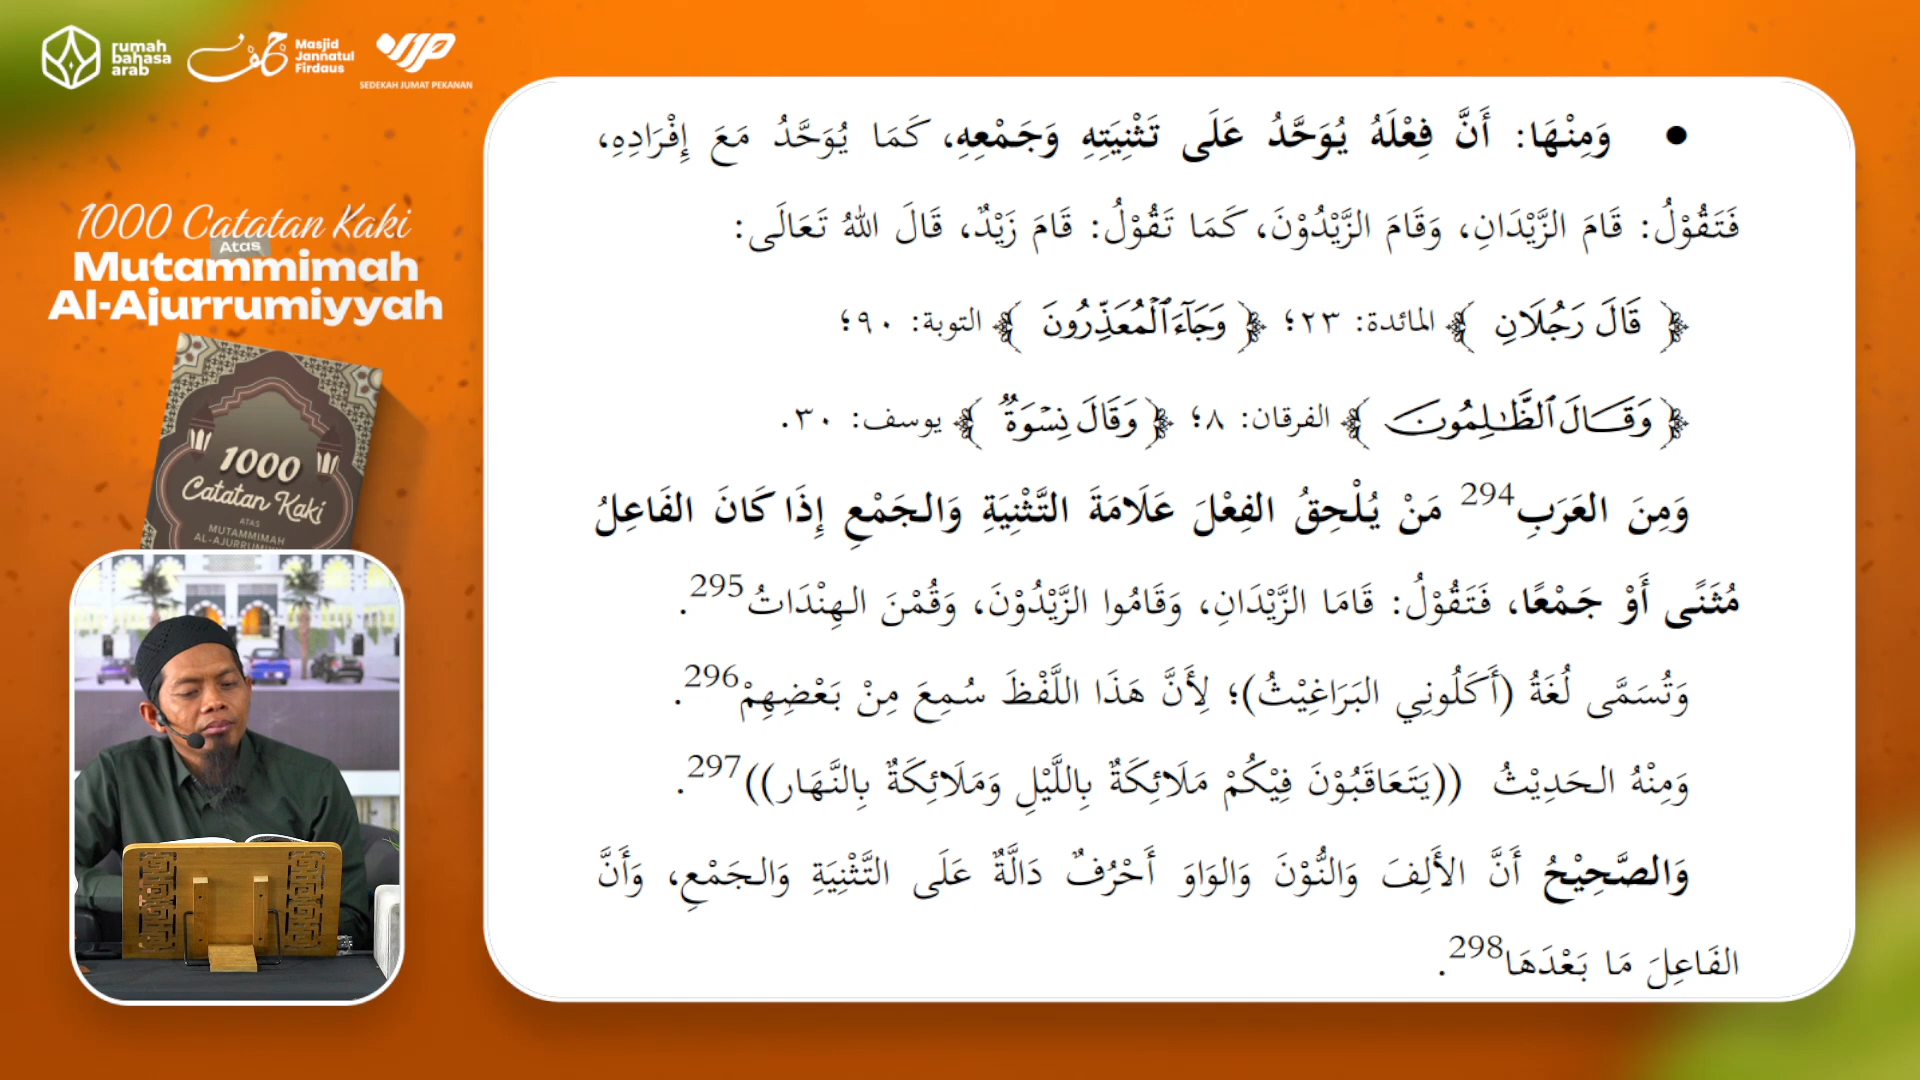 rumah
bahasa
arab
Masjid
Jannatul
Firdaus
SEDEKAH JUMAT PEKANAN
1000 Catatan Kaki
Atas
Mutammimah
Al-Ajurrumiyyah
1000
Catatan Kaki
ATAS
MUTAMMIMAH
● وَمِنْهَا: أَنَّ فِعْلَهُ يُوَحَّدُ عَلَى تَثْنِيَتِهِ وَجَمْعِهِ، كَمَا يُوَحَّدُ مَعَ إِفْرَادِهِ،
فَتَقُوْلُ: قَامَ الزَّيْدَانِ، وَقَامَ الزَّيْدُوْنَ، كَمَا تَقُوْلُ: قَامَ زَيْدٌ، قَالَ اللهُ تَعَالَى:
﴿ قَالَ رَجُلَانِ ﴾ المائدة: ٢٣؛ ﴿ وَجَآءَ ٱلْمُعَذِّرُونَ ﴾ التوبة: ٩٠؛
﴿ وَقَالَ ٱلظَّٰلِمُونَ ﴾ الفرقان: ٨؛ ﴿ وَقَالَ نِسْوَةٌ ﴾ يوسف: ٣٠.
وَمِنَ العَرَبِ294 مَنْ يُلْحِقُ الفِعْلَ عَلَامَةَ التَّثْنِيَةِ وَالجَمْعِ إِذَا كَانَ الفَاعِلُ
مُثَنًّى أَوْ جَمْعًا، فَتَقُوْلُ: قَامَا الزَّيْدَانِ، وَقَامُوا الزَّيْدُوْنَ، وَقُمْنَ الهِنْدَاتُ295.
وَتُسَمَّى لُغَةُ (أَكَلُونِي البَرَاغِيْثُ)؛ لِأَنَّ هَذَا اللَّفْظَ سُمِعَ مِنْ بَعْضِهِمْ296.
وَمِنْهُ الحَدِيْثُ ((يَتَعَاقَبُوْنَ فِيْكُمْ مَلَائِكَةٌ بِاللَّيْلِ وَمَلَائِكَةٌ بِالنَّهَارِ))297.
وَالصَّحِيْحُ أَنَّ الأَلِفَ وَالنُّوْنَ وَالوَاوَ أَحْرُفٌ دَالَّةٌ عَلَى التَّثْنِيَةِ وَالجَمْعِ، وَأَنَّ
الفَاعِلَ مَا بَعْدَهَا298.